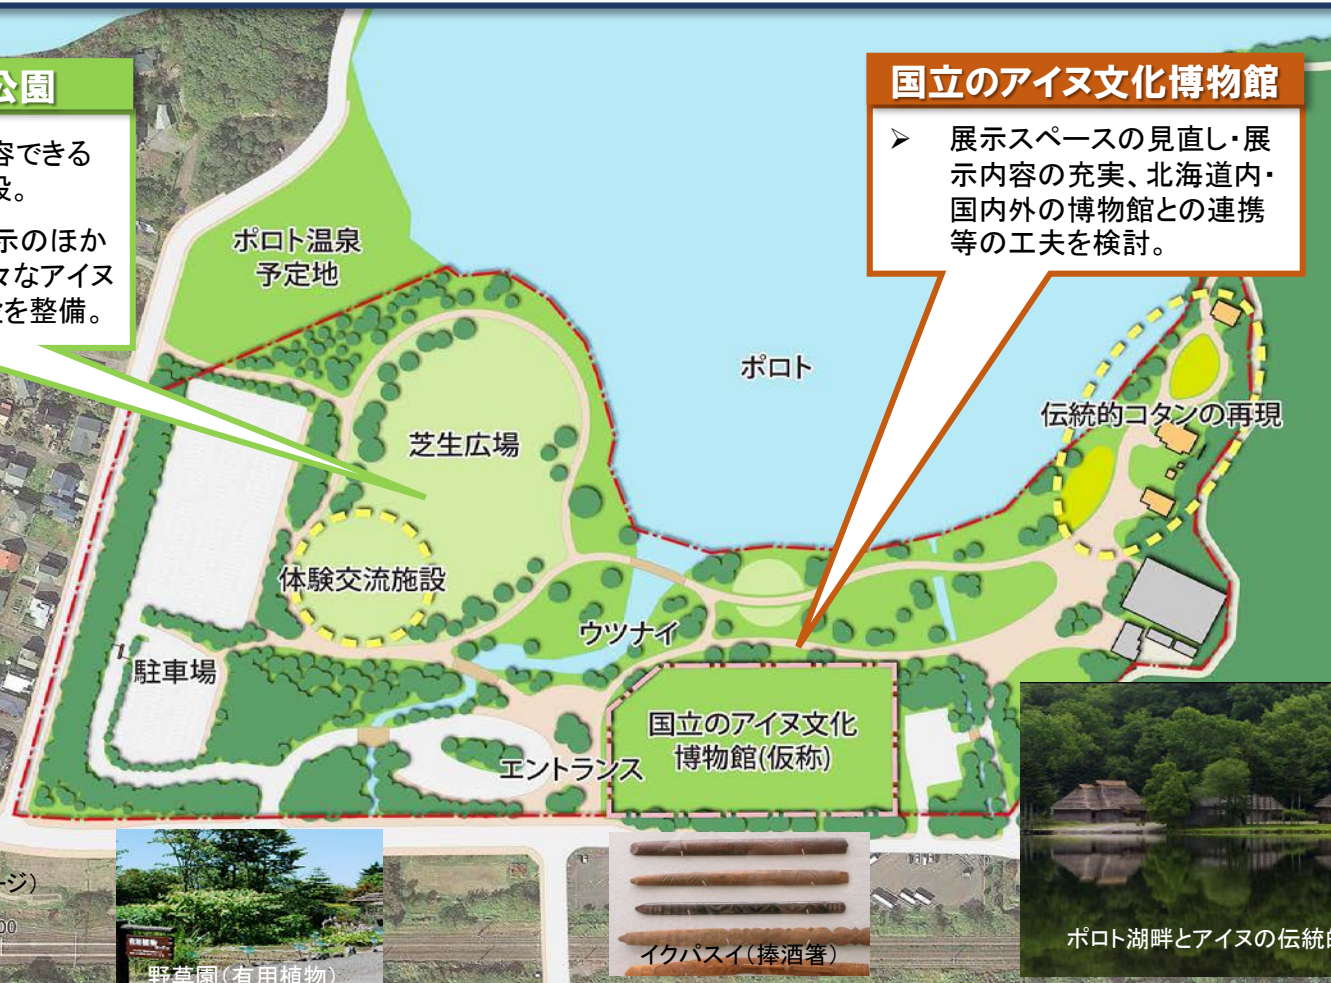 公園
容できる
設。
示のほか
々なアイヌ
を整備。
国立のアイヌ文化博物館
➢ 展示スペースの見直し・展
示内容の充実、北海道内・
国内外の博物館との連携
等の工夫を検討。
ポロト温泉
予定地
ポロト
伝統的コタンの再現
芝生広場
体験交流施設
ウツナイ
駐車場
国立のアイヌ文化
博物館(仮称)
エントランス
ージ)
00
野草園(有用植物)
イクパスイ(捧酒箸)
ポロト湖畔とアイヌの伝統的